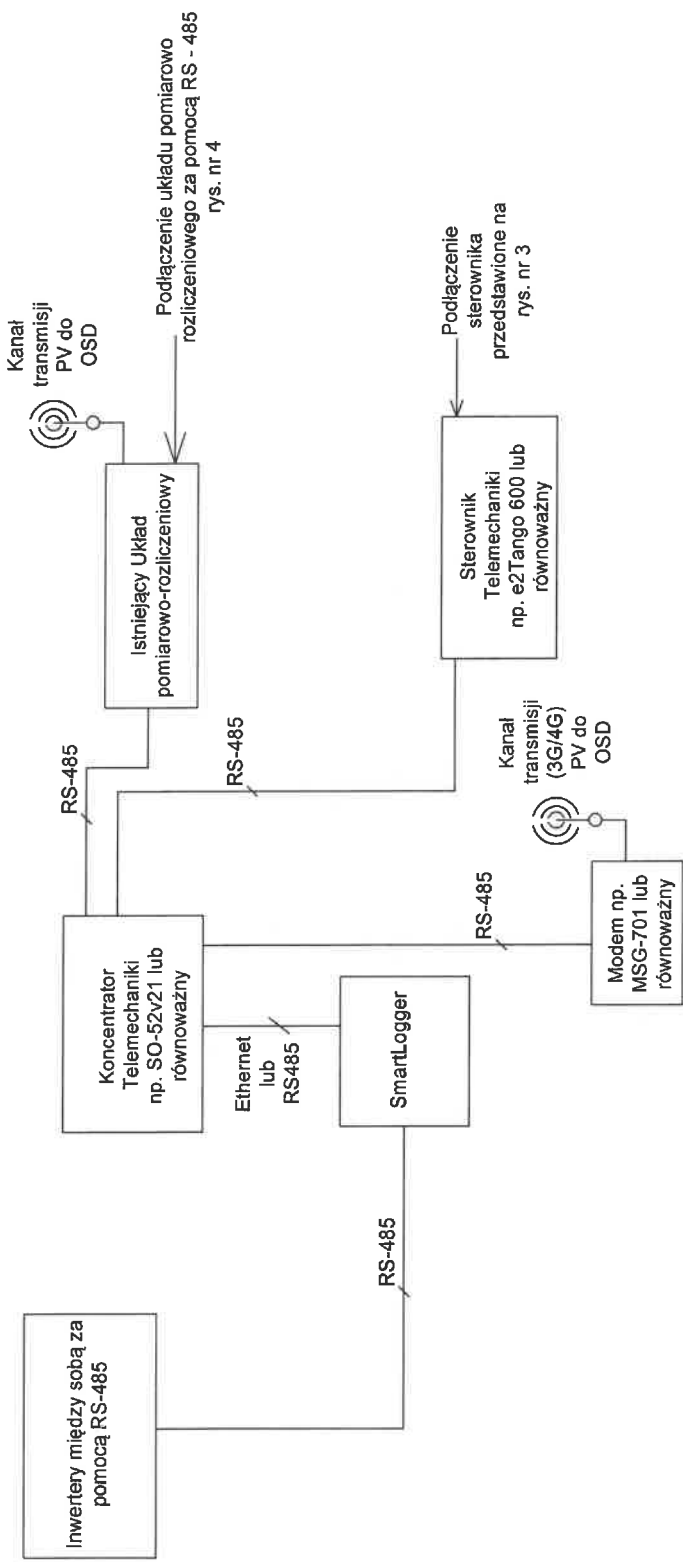 Inwertery między sobą za
pomocą RS-485
RS-485
SmartLogger
Ethernet
lub
RS485
Koncentrator
Telemechaniki
np. SO-52v21 lub
równoważny
RS-485
RS-485
RS-485
Modem np.
MSG-701 lub
równoważny
Kanał
transmisji
(3G/4G)
PV do
OSD
Istniejący Układ
pomiarowo-rozliczeniowy
Kanał
transmisji
PV do
OSD
Podłączenie układu pomiarowo
rozliczeniowego za pomocą RS - 485
rys. nr 4
Sterownik
Telemechaniki
np. e2Tango 600 lub
równoważny
Podłączenie
sterownika
przedstawione na
rys. nr 3